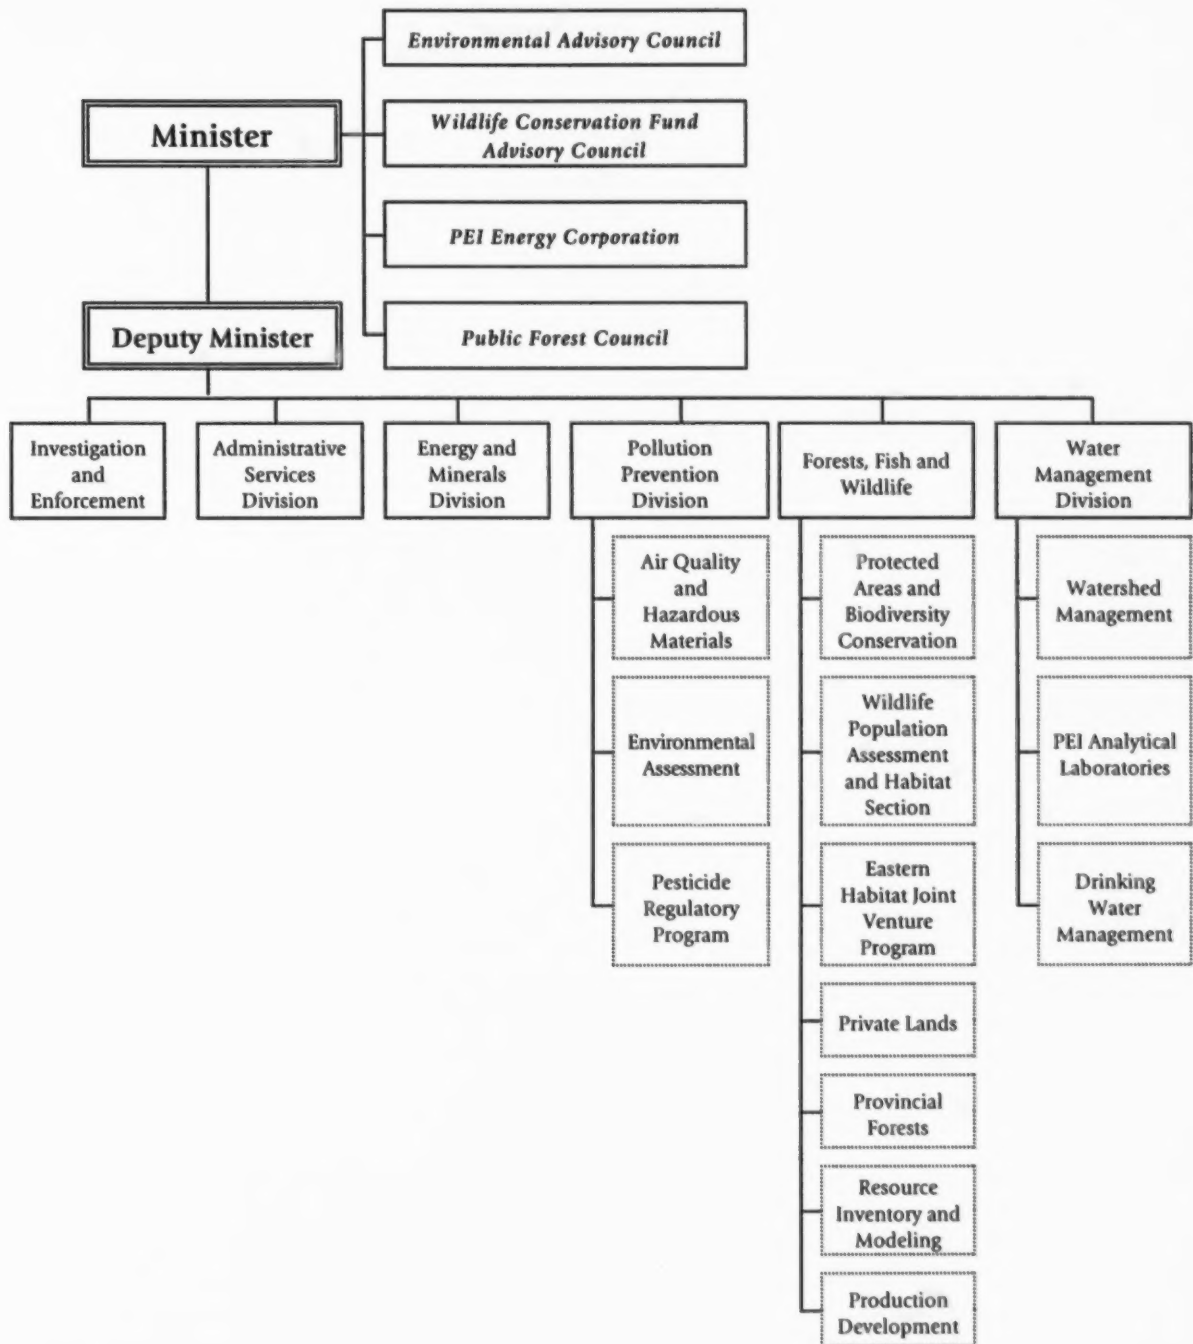 Environmental Advisory Council
Minister
Wildlife Conservation Fund
Advisory Council
PEI Energy Corporation
Deputy Minister
Public Forest Council
Investigation
and
Enforcement
Administrative
Services
Division
Energy and
Minerals
Division
Pollution
Prevention
Division
Forests, Fish and
Wildlife
Water
Management
Division
Air Quality
and
Hazardous
Materials
Environmental
Assessment
Pesticide
Regulatory
Program
Protected
Areas and
Biodiversity
Conservation
Wildlife
Population
Assessment
and Habitat
Section
Eastern
Habitat Joint
Venture
Program
Private Lands
Provincial
Forests
Resource
Inventory and
Modeling
Production
Development
Watershed
Management
PEI Analytical
Laboratories
Drinking
Water
Management